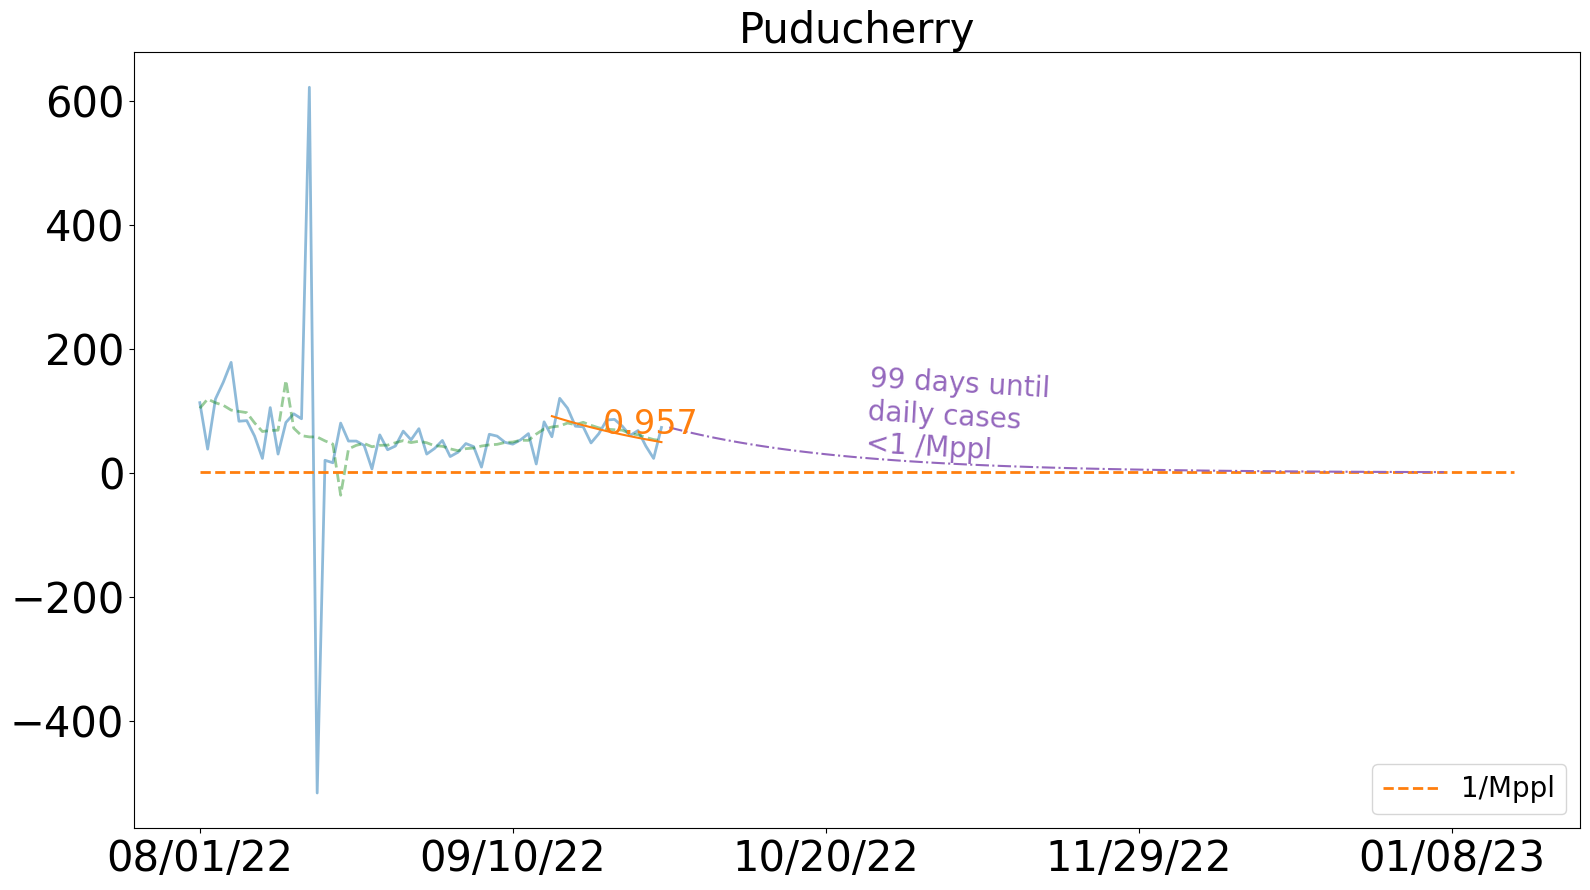 Puducherry
600
400
200
0
−200
−400
0.957
99 days until
daily cases
<1 /Mppl
1/Mppl
08/01/22
09/10/22
10/20/22
11/29/22
01/08/23